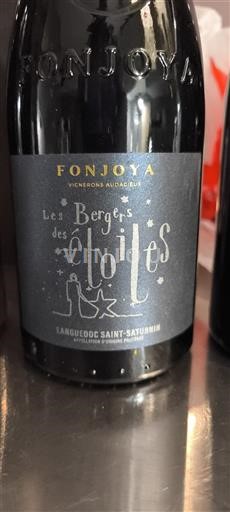 FONJOYA
FONJOYA
VIGNERONS AUDACIEUX
Les Bergers
des étoiles
LANGUEDOC SAINT-SATURNIN
APPELLATION D'ORIGINE PROTÉGÉE